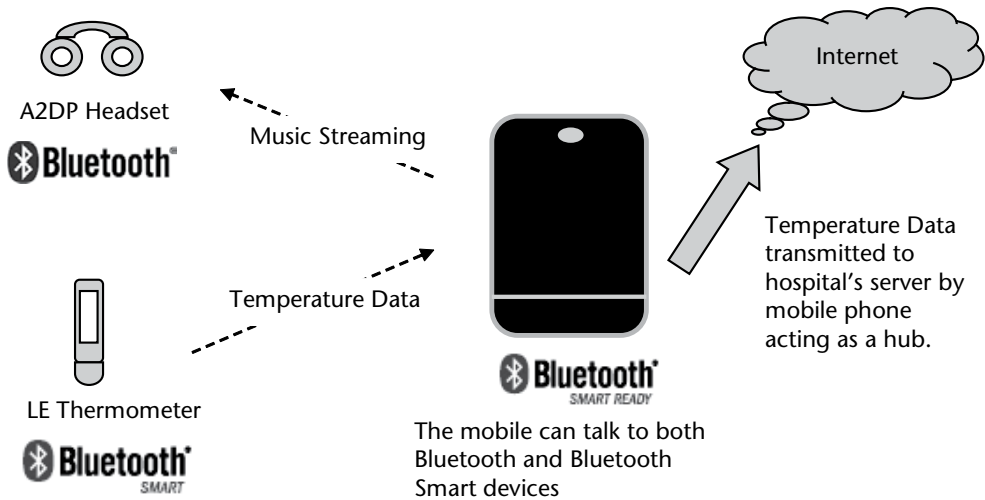 A2DP Headset
Bluetooth
Music Streaming
Internet
Temperature Data
transmitted to
hospital's server by
mobile phone
acting as a hub.
Temperature Data
LE Thermometer
Bluetooth
SMART
Bluetooth
SMART READY
The mobile can talk to both
Bluetooth and Bluetooth
Smart devices